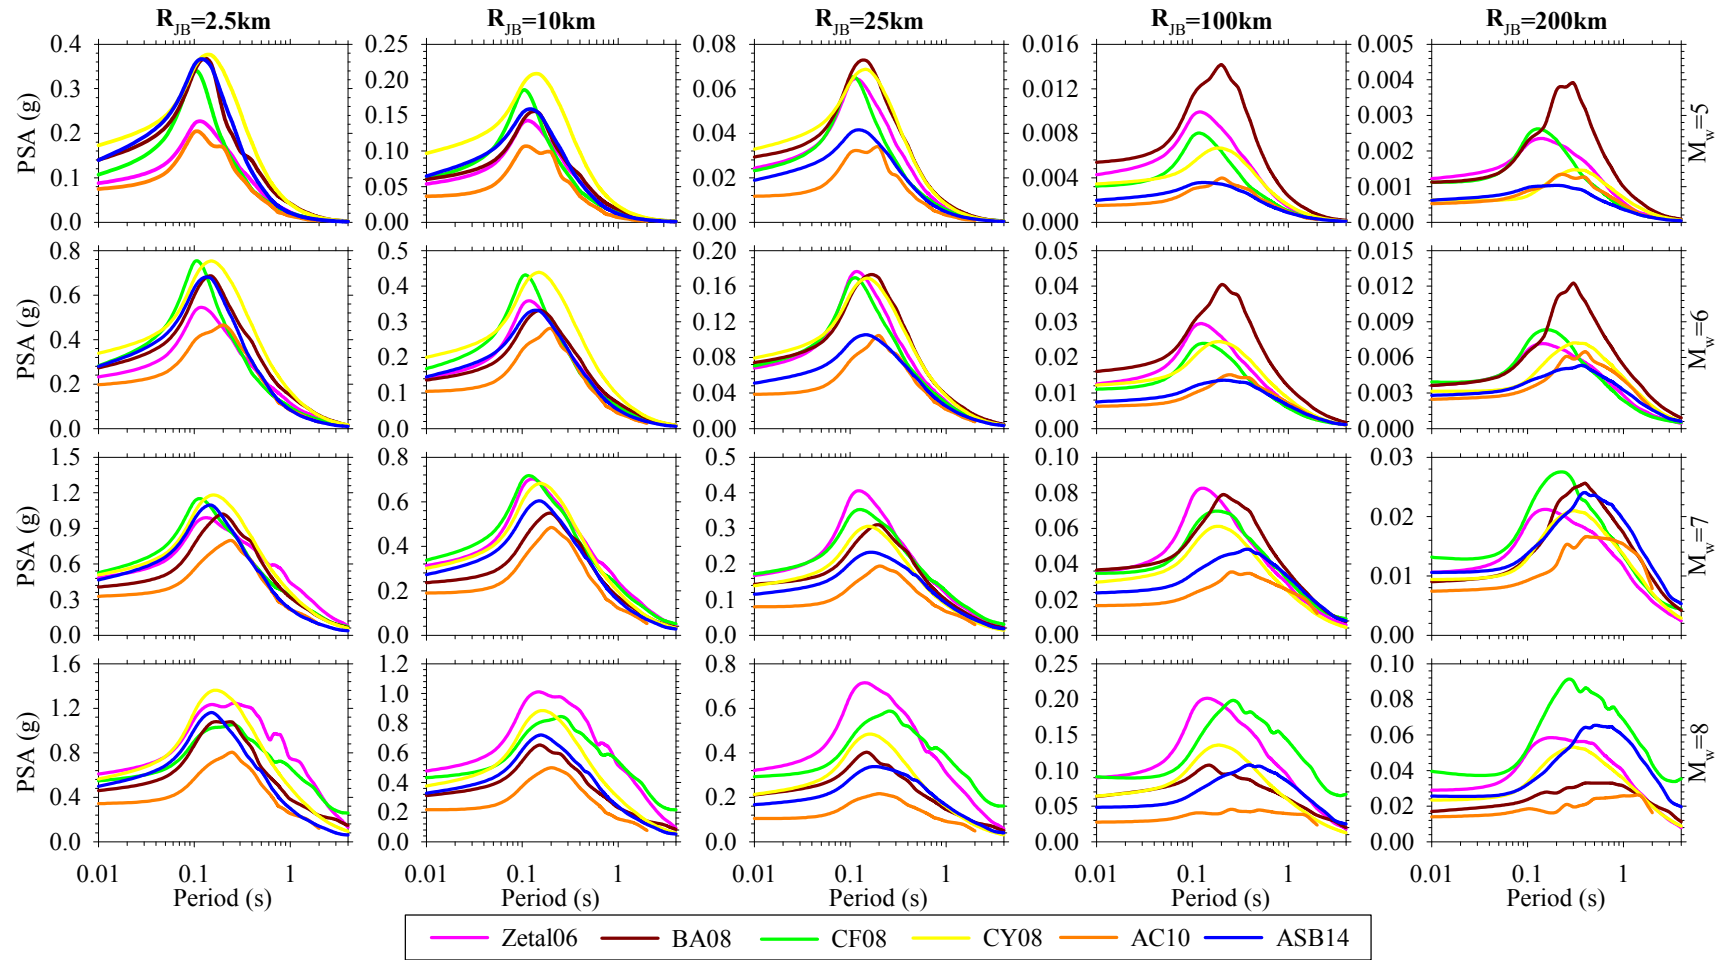 R_JB=2.5km R_JB=10km R_JB=25km R_JB=100km R_JB=200km
0.4 0.25 0.08 0.016 0.005
0.20 0.004
0.3 0.06 0.012
0.15 0.003
PSA (g) 0.2 0.04 0.008 M_w=5
0.10 0.002
0.1 0.02 0.004
0.05 0.001
0.0 0.00 0.00 0.000 0.000
0.8 0.5 0.20 0.05 0.015
0.4 0.16 0.04 0.012
0.6
0.3 0.12 0.03 0.009
PSA (g) 0.4 M_w=6
0.2 0.08 0.02 0.006
0.2
0.1 0.04 0.01 0.003
0.0 0.0 0.00 0.00 0.000
1.5 0.8 0.5 0.10 0.03
1.2 0.4 0.08
0.6 0.02
0.9 0.3 0.06
PSA (g) 0.4 M_w=7
0.6 0.2 0.04
0.2 0.01
0.3 0.1 0.02
0.0 0.0 0.0 0.00 0.00
1.6 1.2 0.8 0.25 0.10
1.0 0.20 0.08
1.2 0.6
0.8 0.15 0.06
PSA (g) 0.8 0.6 0.4 M_w=8
0.4 0.10 0.04
0.4 0.2
0.2 0.05 0.02
0.0 0.0 0.0 0.00 0.00
0.01 0.1 1 0.01 0.1 1 0.01 0.1 1 0.01 0.1 1 0.01 0.1 1
Period (s) Period (s) Period (s) Period (s) Period (s)
Zetal06 BA08 CF08 CY08 AC10 ASB14